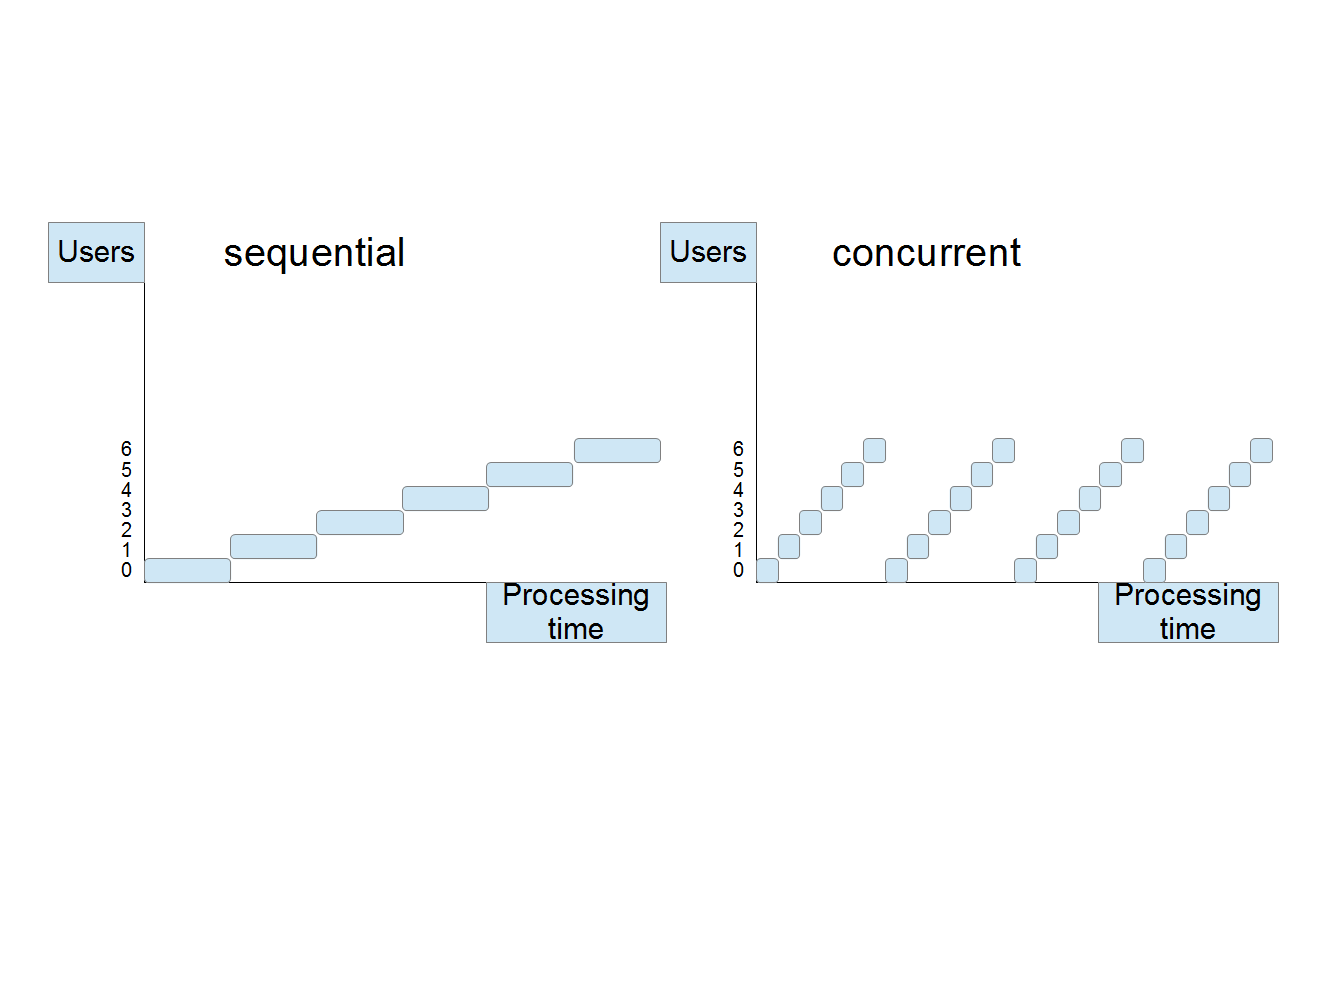 Users
sequential
6
5
4
3
2
1
0
Processing
time
Users
concurrent
6
5
4
3
2
1
0
Processing
time